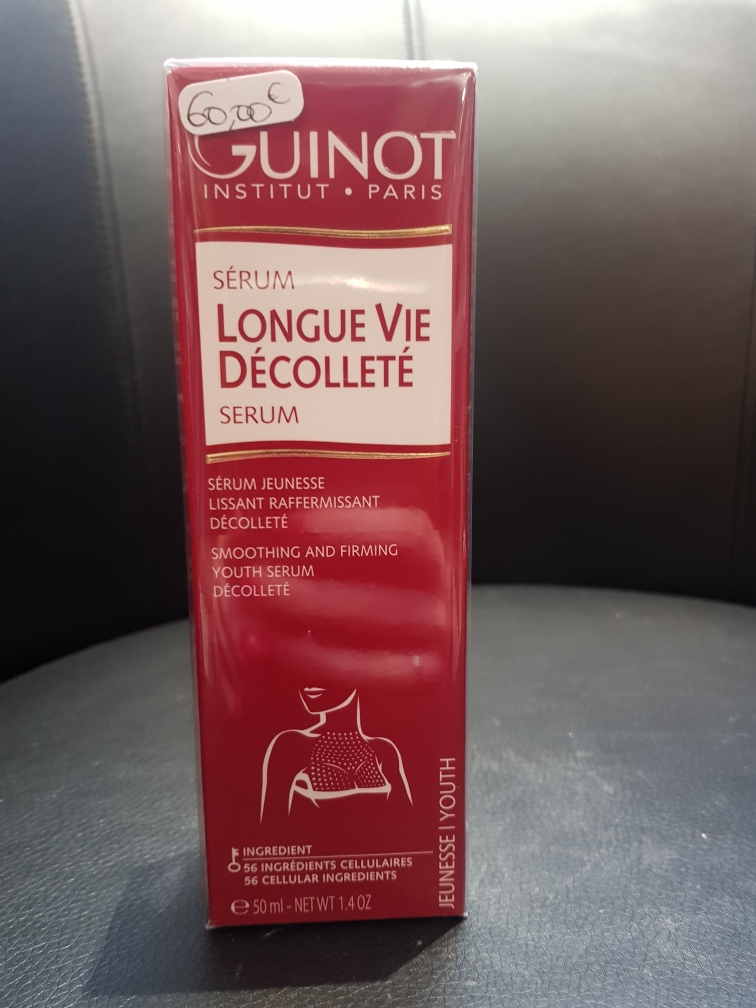 60,00€
GUINOT
INSTITUT • PARIS
SÉRUM
LONGUE VIE
DÉCOLLETÉ
SERUM
SÉRUM JEUNESSE
LISSANT RAFFERMISSANT
DÉCOLLETÉ
SMOOTHING AND FIRMING
YOUTH SERUM
DÉCOLLETÉ
INGREDIENT
56 INGRÉDIENTS CELLULAIRES
56 CELLULAR INGREDIENTS
℮ 50 ml - NET WT 1.4 OZ
JEUNESSE | YOUTH